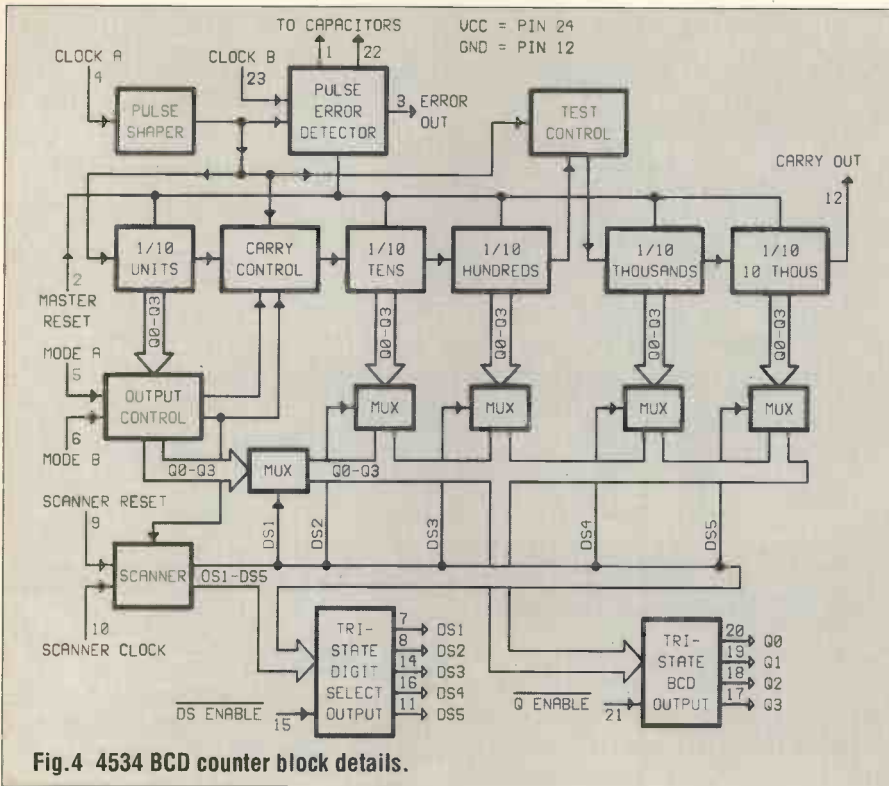 TO CAPACITORS
1 22
VCC = PIN 24
GND = PIN 12
CLOCK A
4
CLOCK B
23
PULSE
SHAPER
PULSE
ERROR
DETECTOR
3 ERROR
OUT
TEST
CONTROL
CARRY OUT
12
1/10
UNITS
CARRY
CONTROL
1/10
TENS
1/10
HUNDREDS
1/10
THOUSANDS
1/10
10 THOUS
2
MASTER
RESET
Q0-Q3
Q0-Q3
Q0-Q3
Q0-Q3
Q0-Q3
MODE A
5
OUTPUT
CONTROL
6
MODE B
MUX
MUX
MUX
MUX
Q0-Q3
MUX
Q0-Q3
SCANNER RESET
9
SCANNER
10
SCANNER CLOCK
DS1
DS2
DS3
DS4
DS5
OS1-DS5
TRI-
STATE
DIGIT
SELECT
OUTPUT
7 DS1
8 DS2
14 DS3
16 DS4
11 DS5
DS ENABLE
15
TRI-
STATE
BCD
OUTPUT
20 Q0
19 Q1
18 Q2
17 Q3
Q ENABLE
21
Fig.4 4534 BCD counter block details.